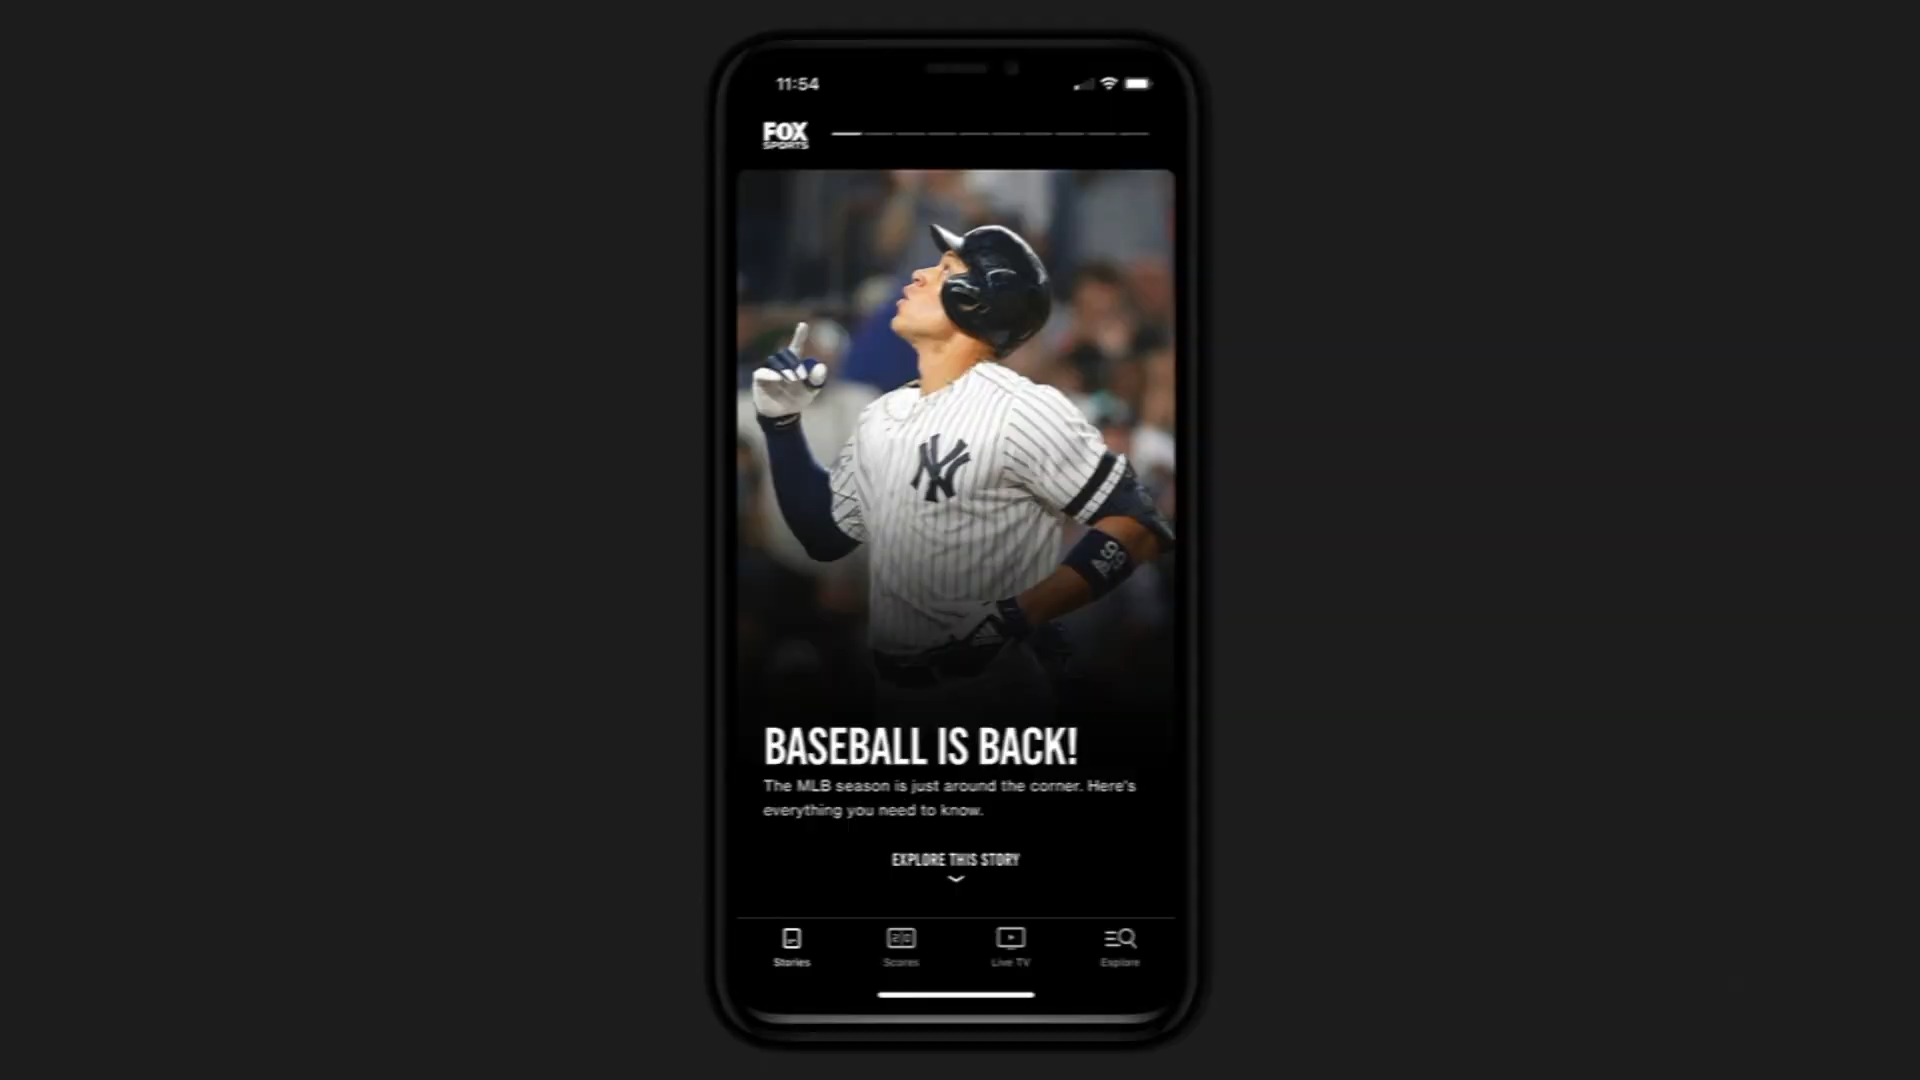 11:54
FOX
SPORTS
NY
BASEBALL IS BACK!
The MLB season is just around the corner. Here's
everything you need to know.
EXPLORE THIS STORY
Stories
Scores
Live TV
Explore